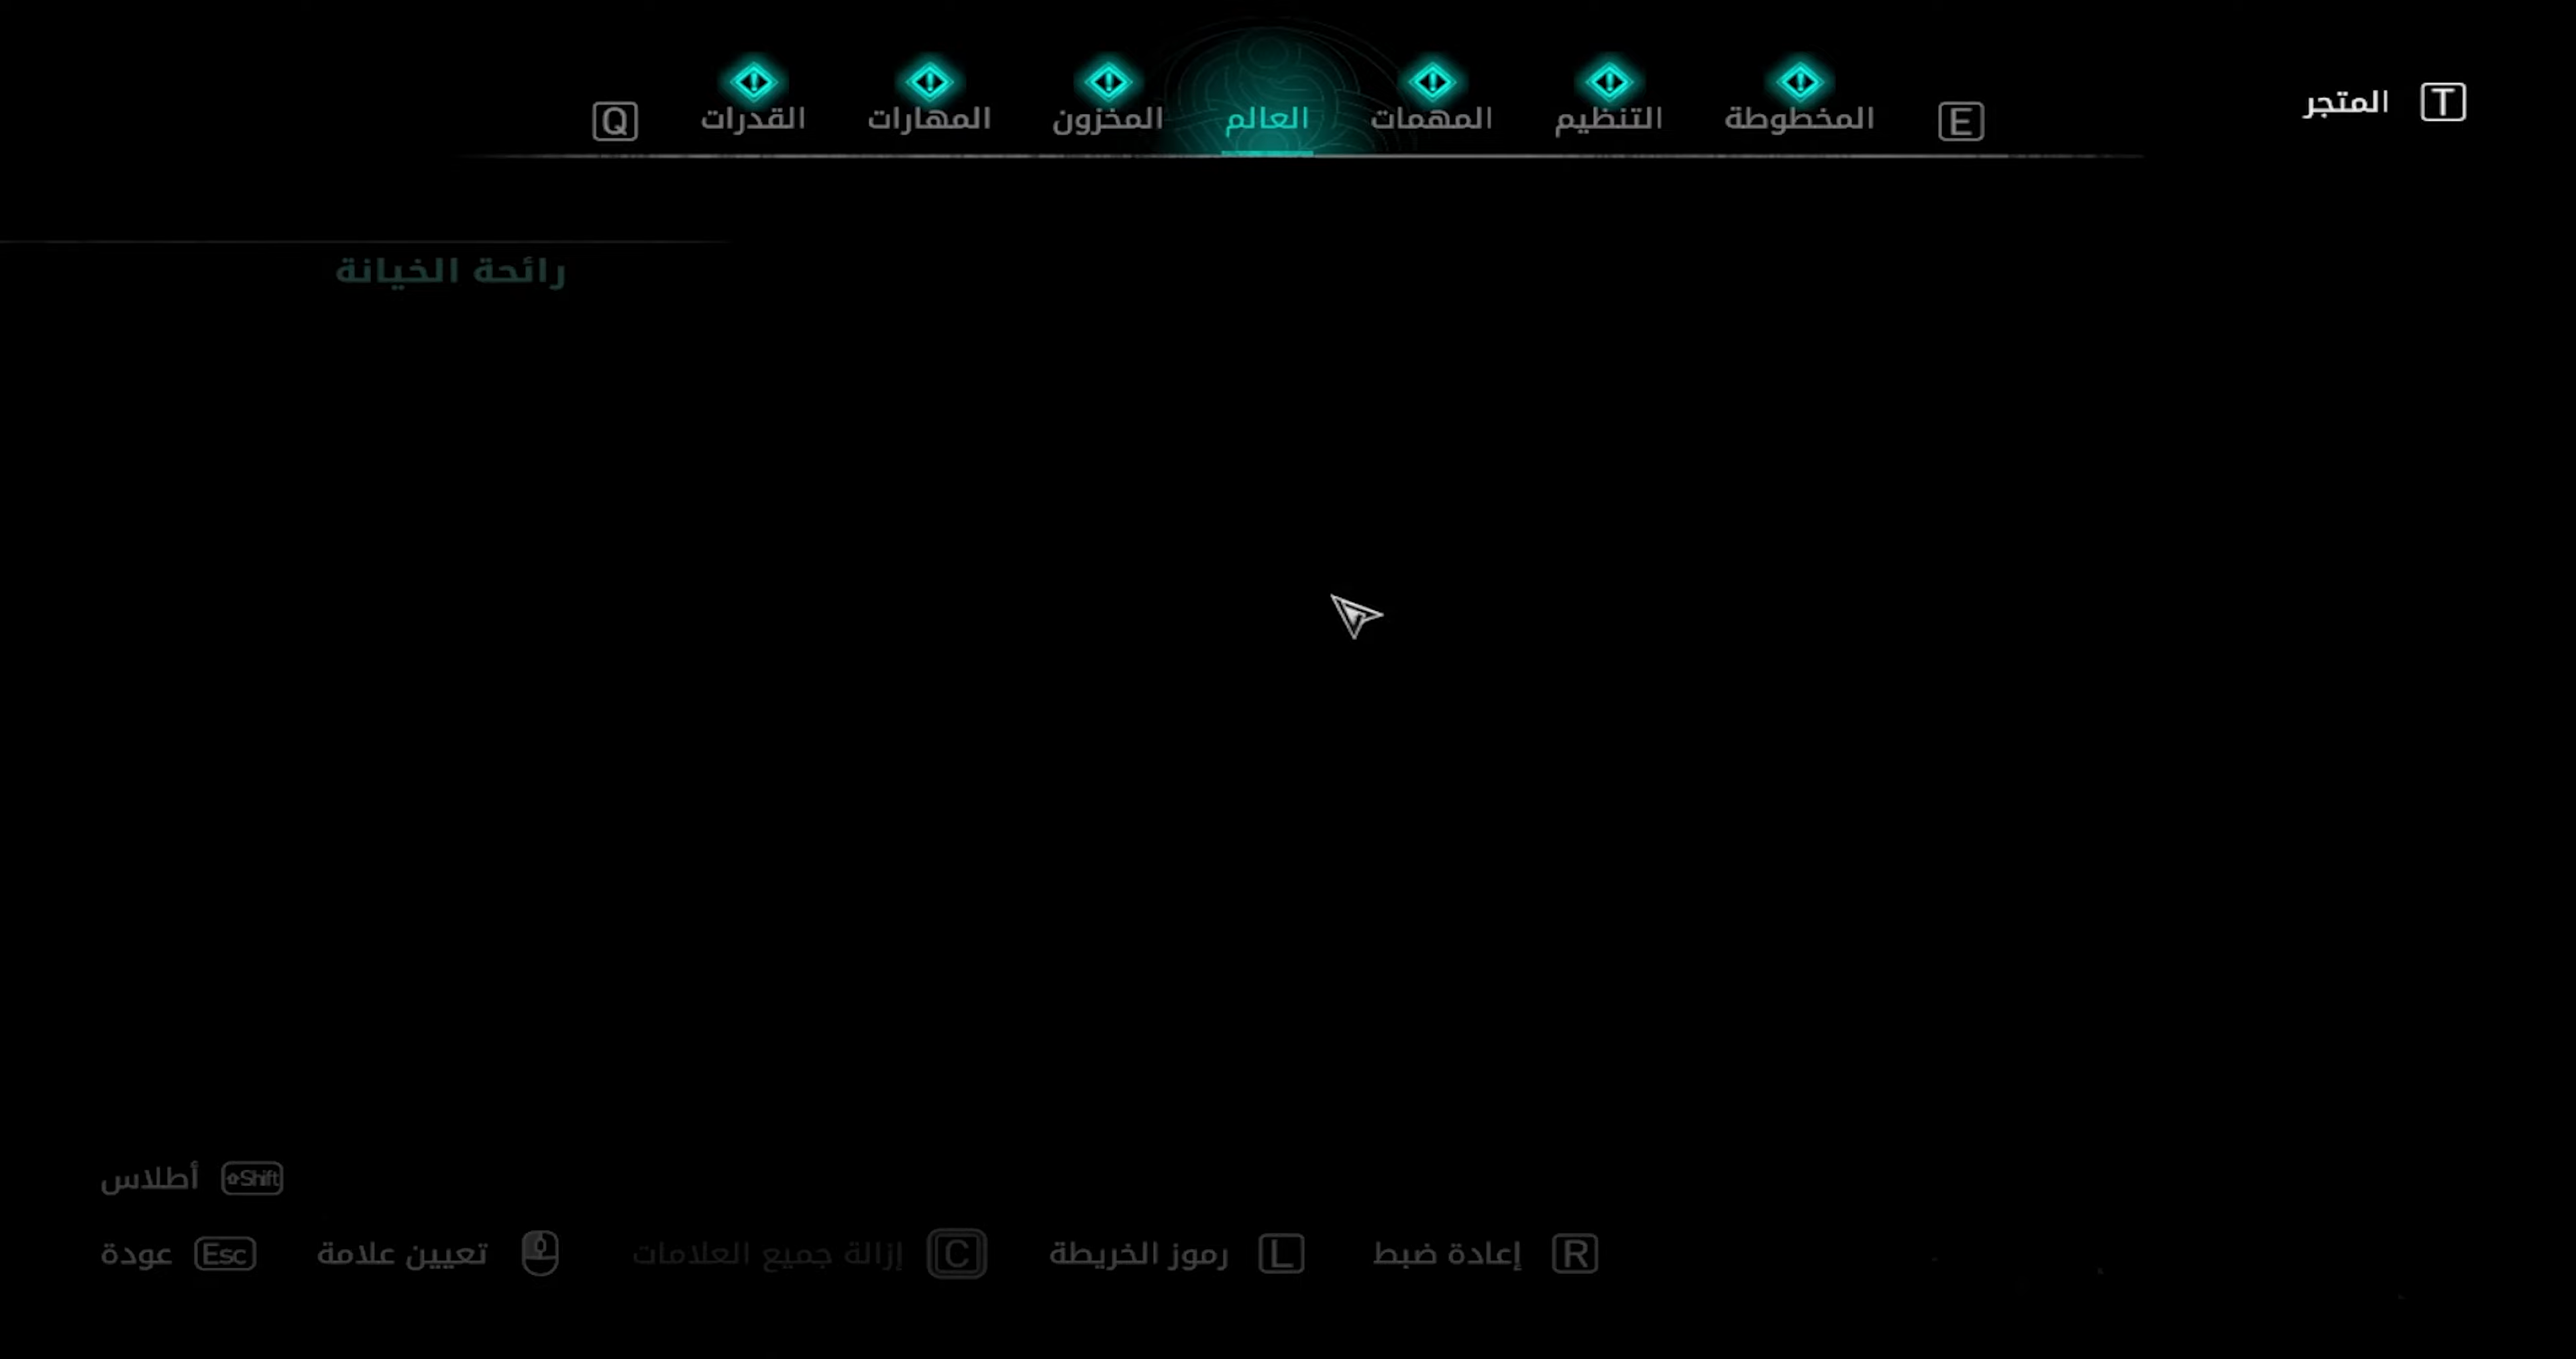 T المتجر
E المخطوطة التنظيم المهمات العالم المخزون المهارات القدرات Q
رائحة الخيانة
⇧Shift أطلاس
R إعادة ضبط L رموز الخريطة C إزالة جميع العلامات تعيين علامة Esc عودة